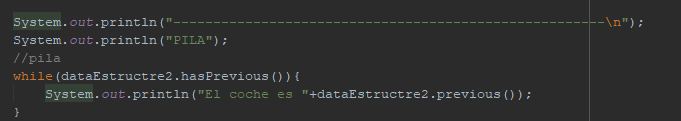 System.out.println("------------------------------------------------------\n");
System.out.println("PILA");
//pila
while(dataEstructre2.hasPrevious()){
    System.out.println("El coche es "+dataEstructre2.previous());
}